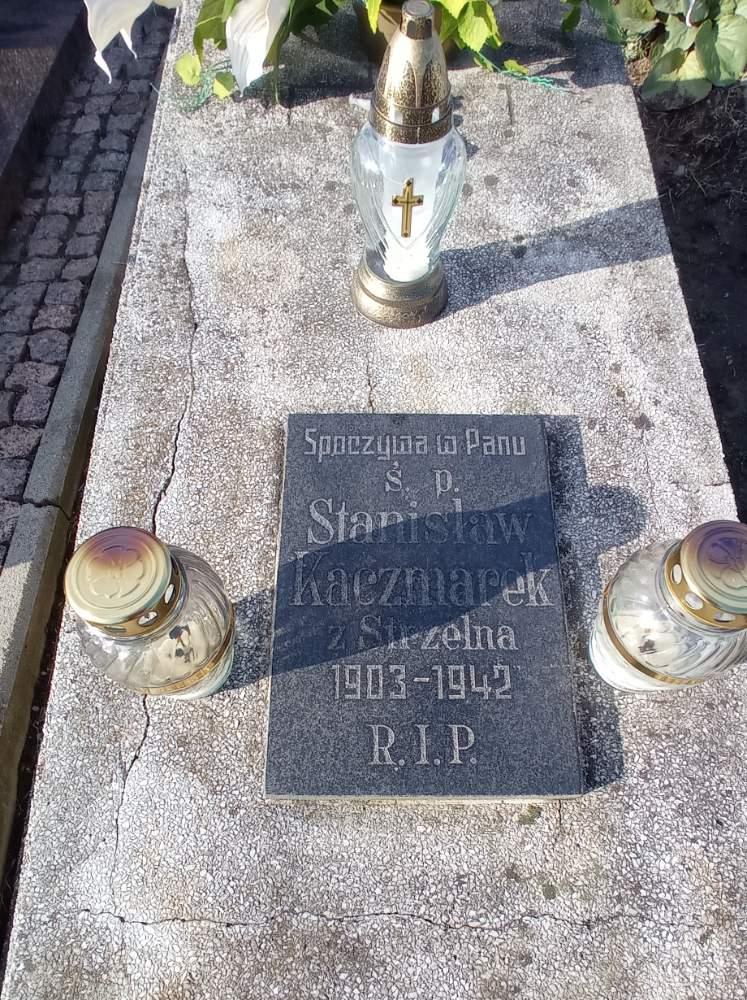 Spoczywa w Panu
ś. p.
Stanisław
Kaczmarek
z Strzelna
1903-1942
R.I.P.